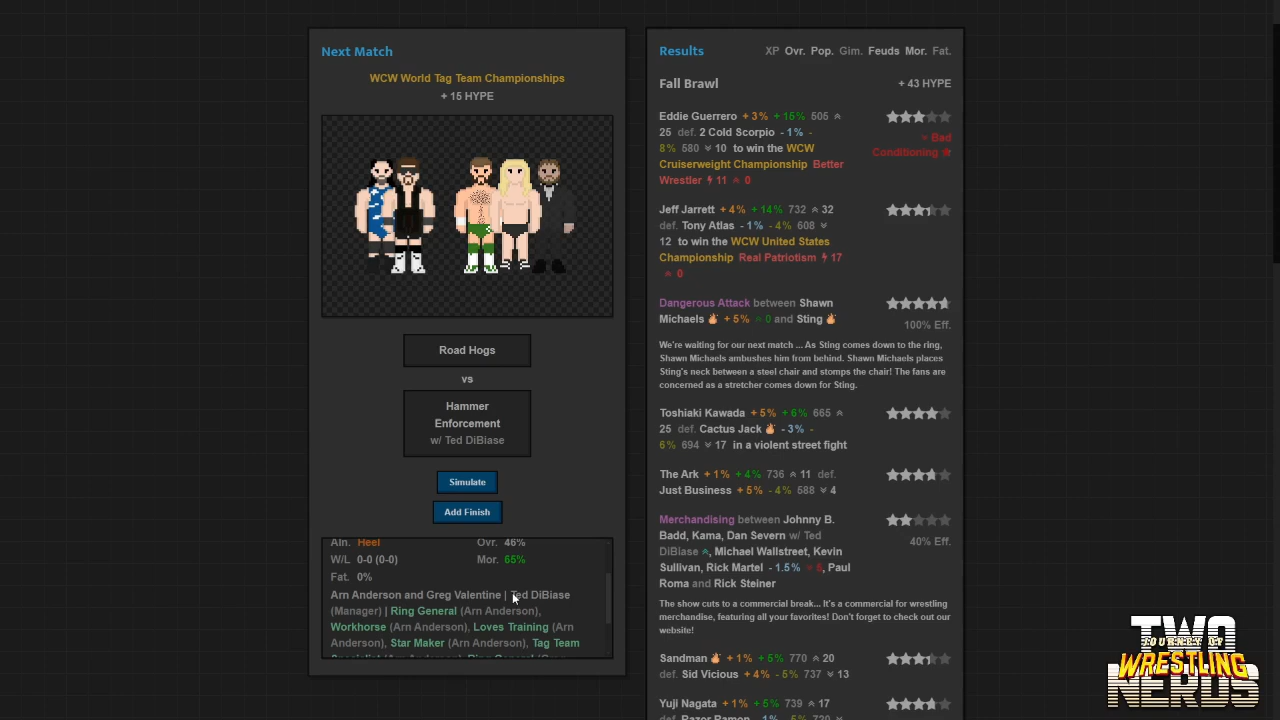 Next Match
WCW World Tag Team Championships
+ 15 HYPE
Road Hogs
vs
Hammer
Enforcement
w/ Ted DiBiase
Simulate
Add Finish
Aln. Heel Ovr. 46%
W/L 0-0 (0-0) Mor. 65%
Fat. 0%
Arn Anderson and Greg Valentine | Ted DiBiase
(Manager) | Ring General (Arn Anderson),
Workhorse (Arn Anderson), Loves Training (Arn
Anderson), Star Maker (Arn Anderson), Tag Team
Results XP Ovr. Pop. Gim. Feuds Mor. Fat.
Fall Brawl + 43 HYPE
Eddie Guerrero + 3% + 15% 505
25 def. 2 Cold Scorpio - 1% -
8% 580 10 to win the WCW
Cruiserweight Championship Better
Wrestler 11 0
= Bad
Conditioning
Jeff Jarrett + 4% + 14% 732 32
def. Tony Atlas - 1% - 4% 608
12 to win the WCW United States
Championship Real Patriotism 17
0
Dangerous Attack between Shawn
Michaels + 5% 0 and Sting
100% Eff.
We're waiting for our next match ... As Sting comes down to the ring,
Shawn Michaels ambushes him from behind. Shawn Michaels places
Sting's neck between a steel chair and stomps the chair! The fans are
concerned as a stretcher comes down for Sting.
Toshiaki Kawada + 5% + 6% 665
25 def. Cactus Jack - 3% -
6% 694 17 in a violent street fight
The Ark + 1% + 4% 736 11 def.
Just Business + 5% - 4% 588 4
Merchandising between Johnny B.
Badd, Kama, Dan Severn w/ Ted
DiBiase , Michael Wallstreet, Kevin
Sullivan, Rick Martel - 1.5% , Paul
Roma and Rick Steiner
40% Eff.
The show cuts to a commercial break... It's a commercial for wrestling
merchandise, featuring all your favorites! Don't forget to check out our
website!
Sandman + 1% + 5% 770 20
def. Sid Vicious + 4% - 5% 737 13
Yuji Nagata + 1% + 5% 739 17
def. Razor Ramon - 1% - 5% 720
TWO
JOURNEY OF
WRESTLING
NERDS